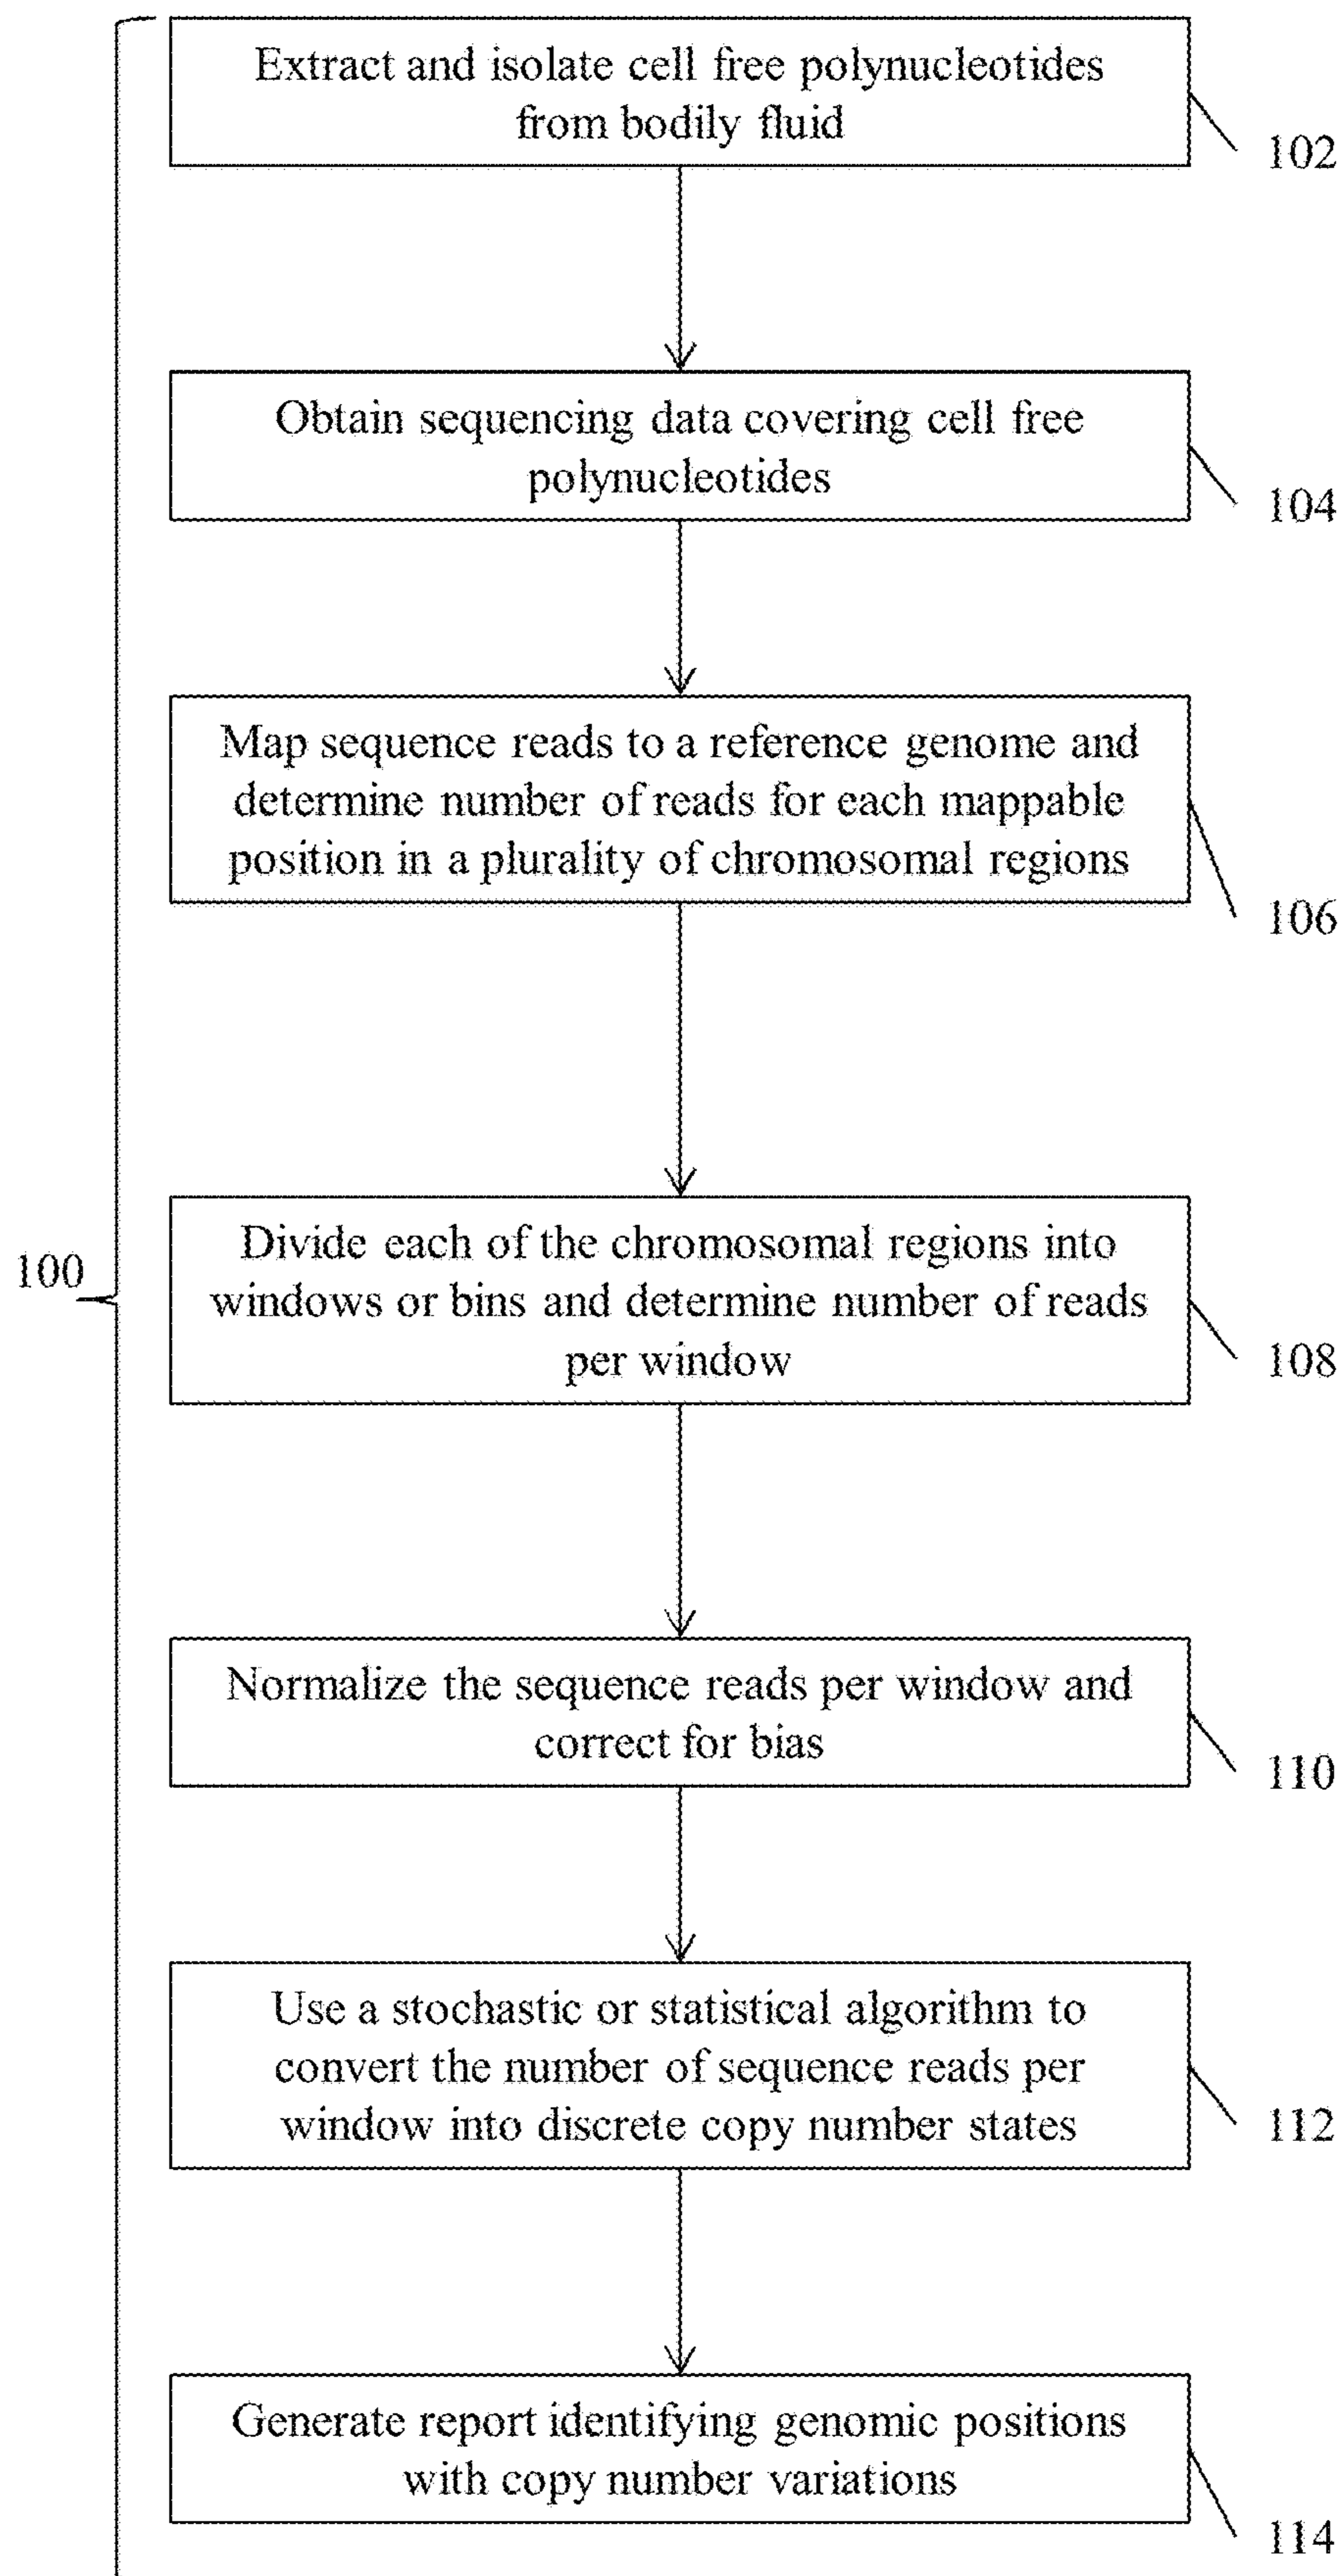 Extract and isolate cell free polynucleotides
from bodily fluid
102
Obtain sequencing data covering cell free
polynucleotides
104
Map sequence reads to a reference genome and
determine number of reads for each mappable
position in a plurality of chromosomal regions
106
Divide each of the chromosomal regions into
windows or bins and determine number of reads
per window
100
108
Normalize the sequence reads per window and
correct for bias
110
Use a stochastic or statistical algorithm to
convert the number of sequence reads per
window into discrete copy number states
112
Generate report identifying genomic positions
with copy number variations
114